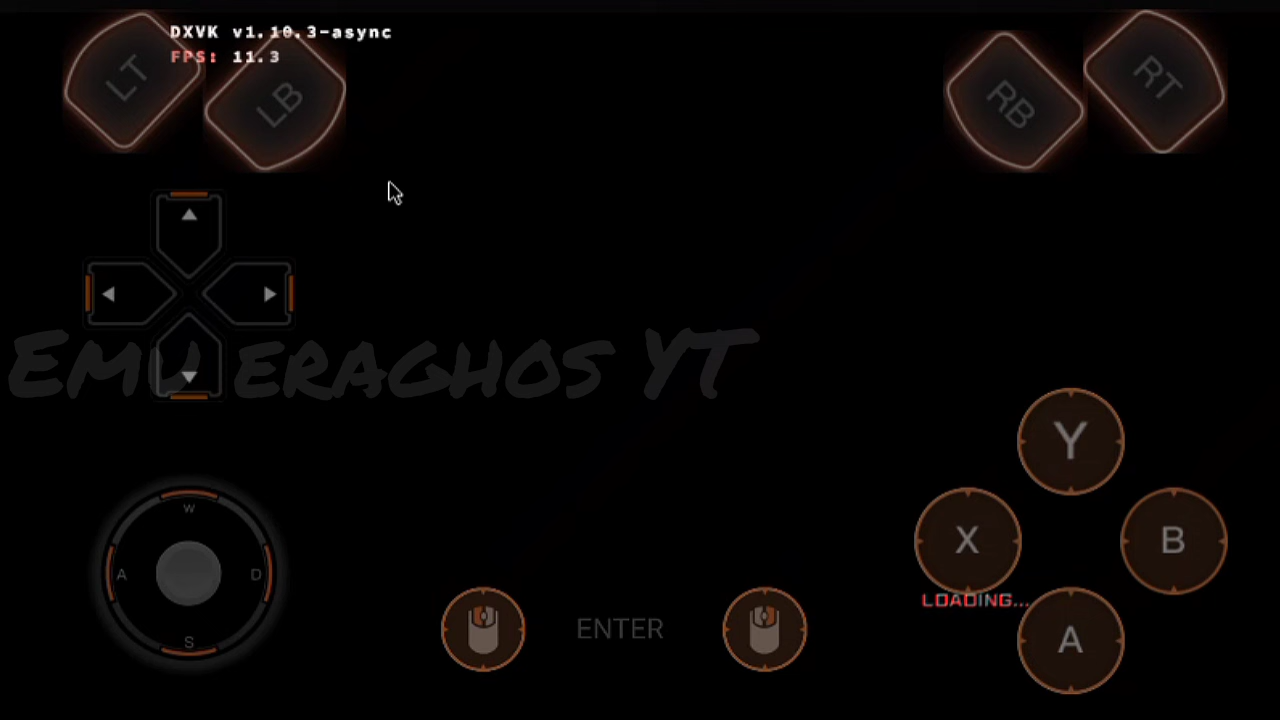 DXVK v1.10.3-async
FPS: 11.3
LT
LB
RB
RT
Emu eraghos YT
W
A
D
S
Y
X
B
A
LOADING...
ENTER